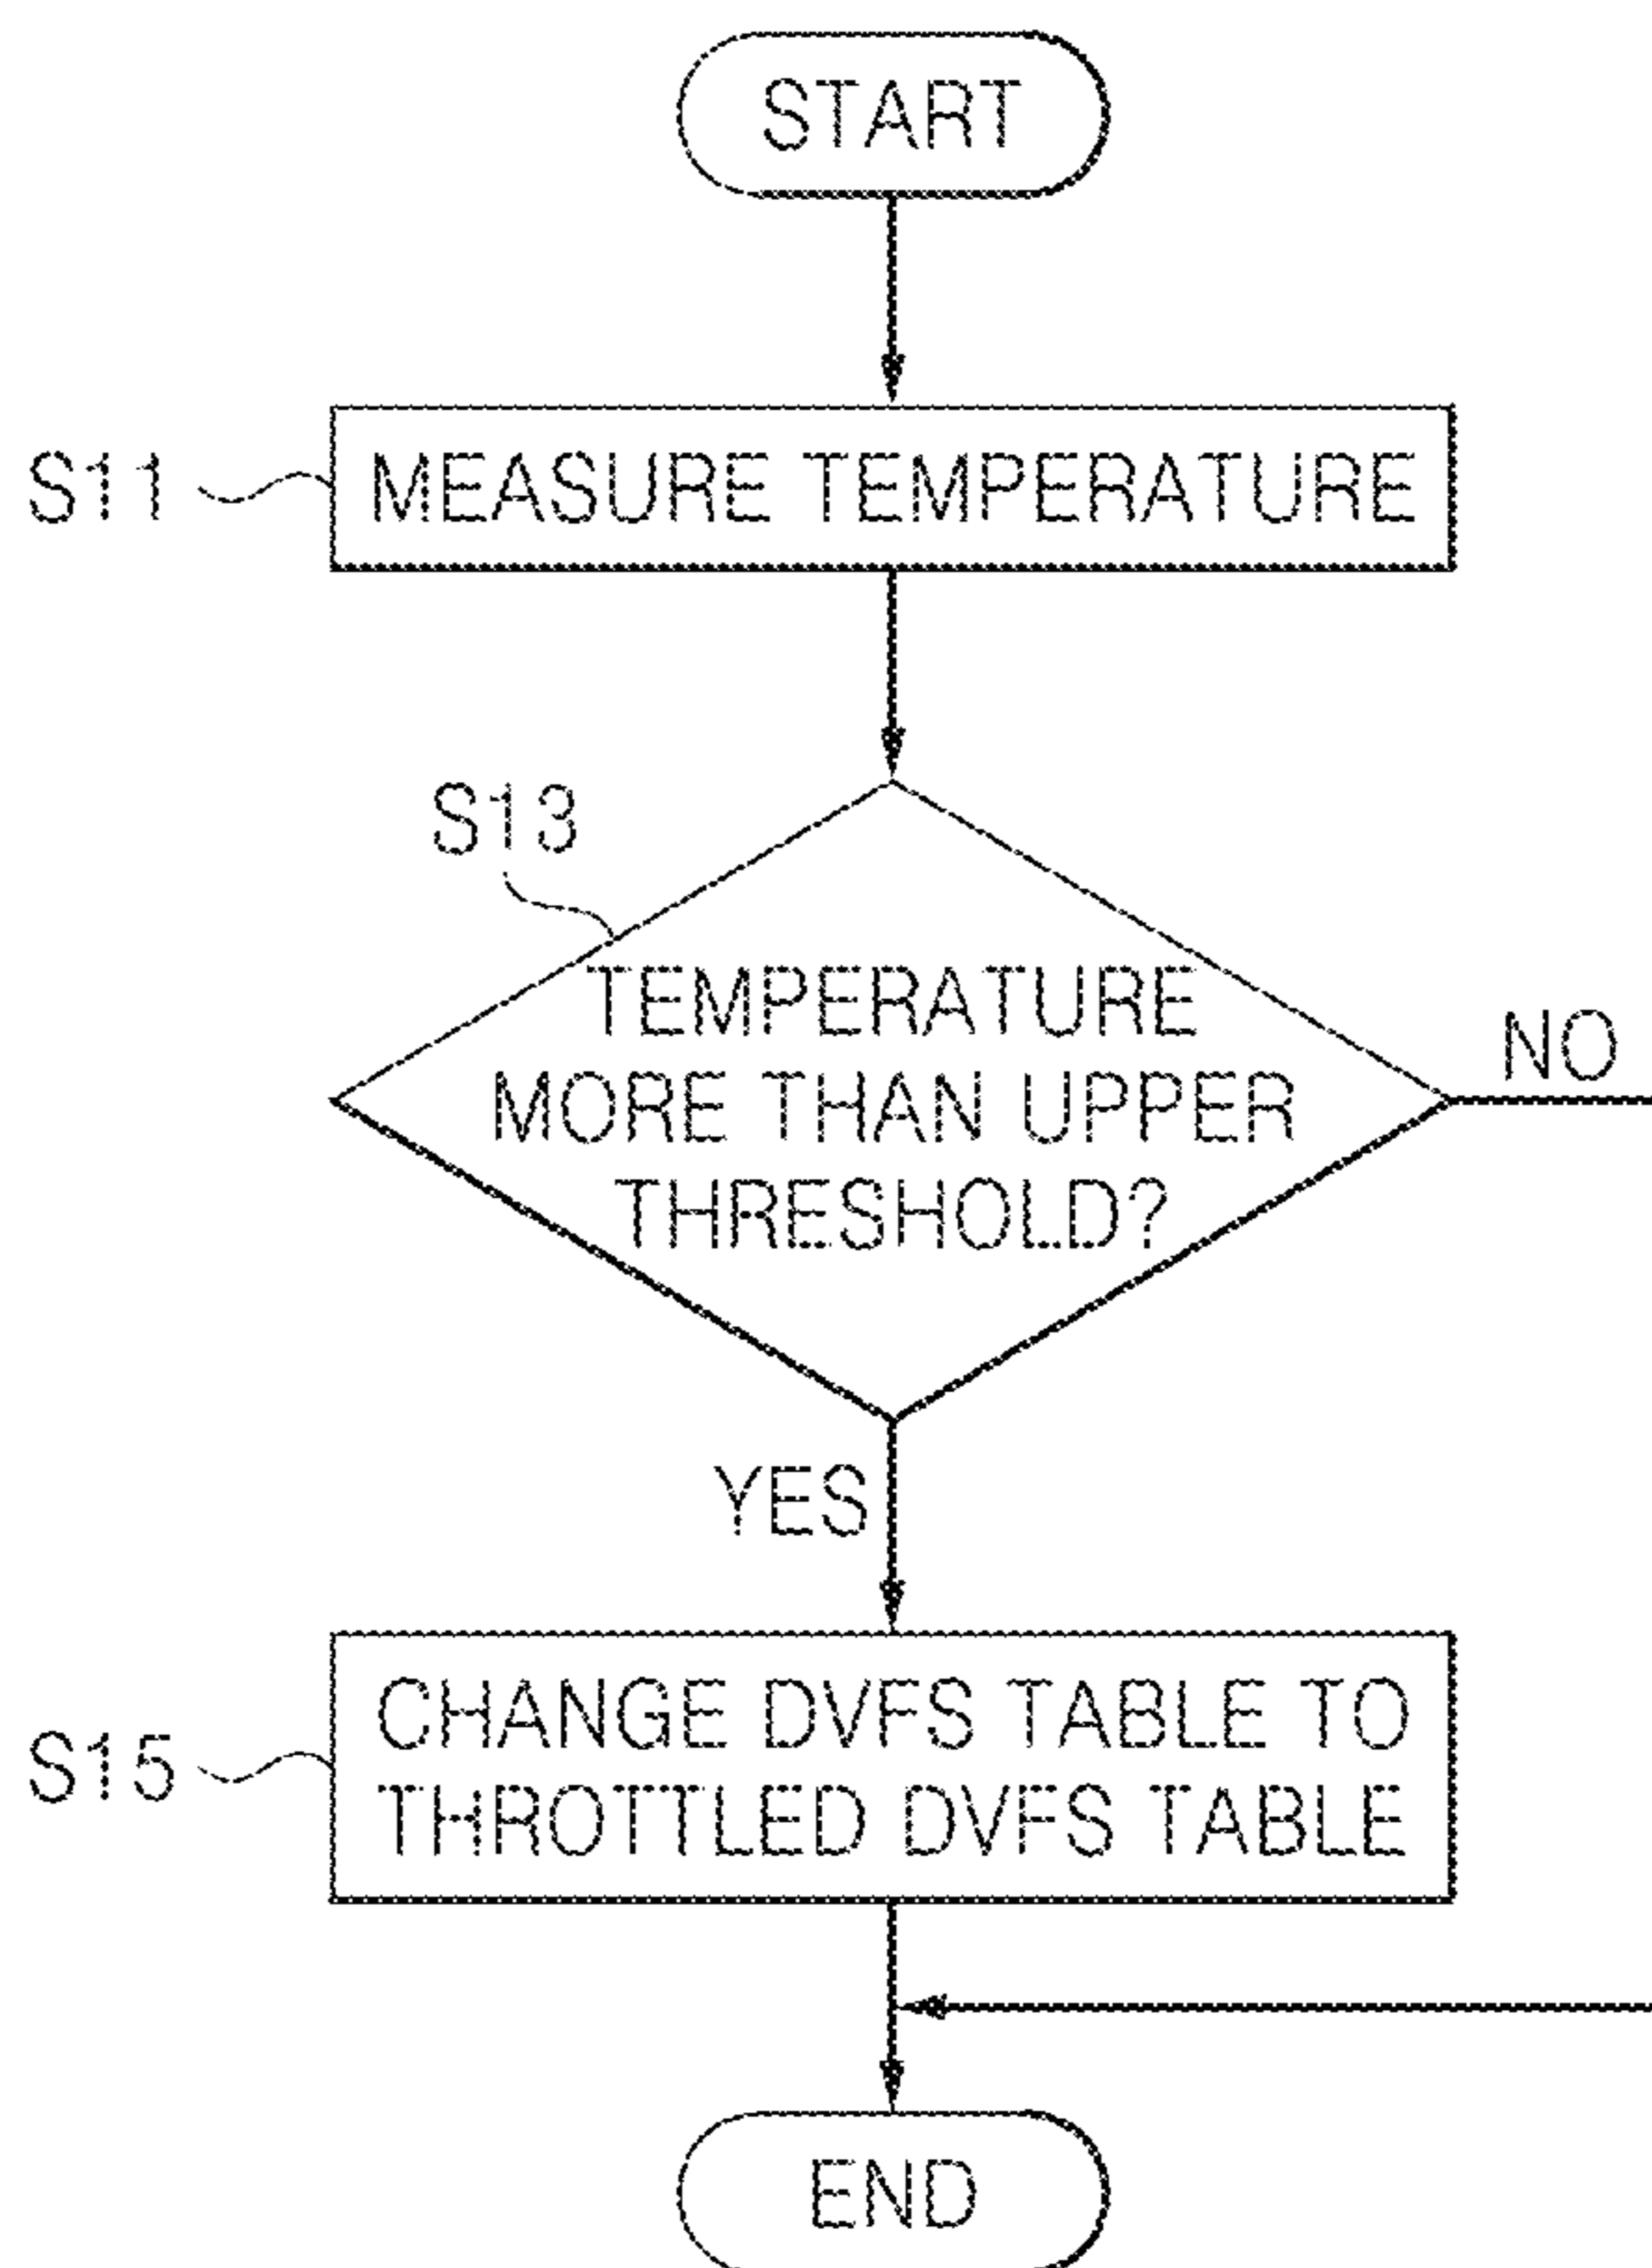 START
S11
MEASURE TEMPERATURE
S13
TEMPERATURE
MORE THAN UPPER
THRESHOLD?
NO
YES
S15
CHANGE DVFS TABLE TO
THROTTLED DVFS TABLE
END